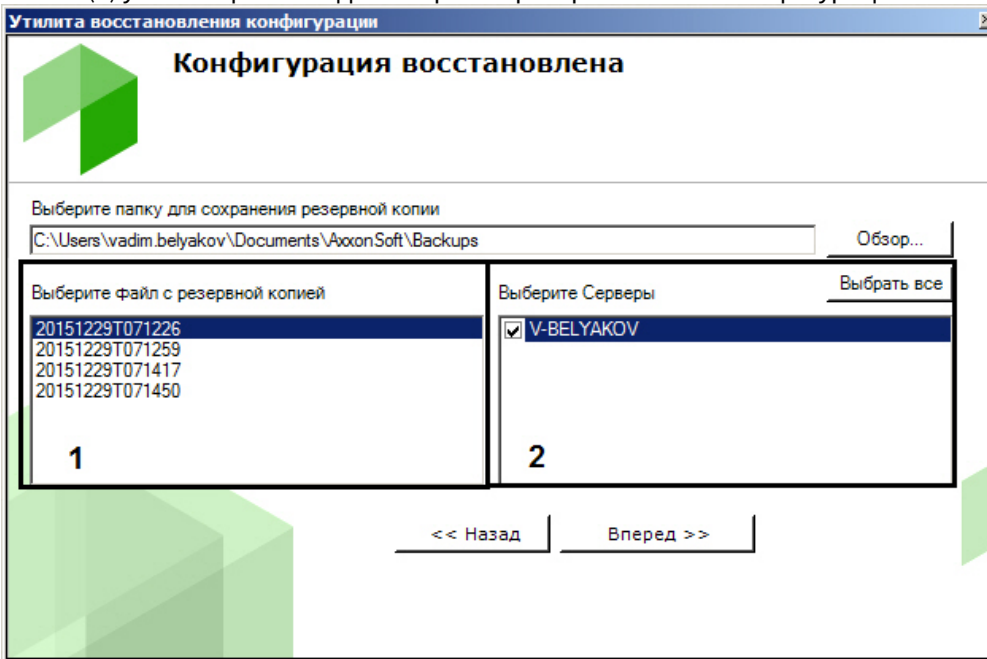 Утилита восстановления конфигурации
Конфигурация восстановлена
Выберите папку для сохранения резервной копии
C:\Users\vadim.belyakov\Documents\AxxonSoft\Backups
Обзор...
Выберите файл с резервной копией
Выберите Серверы
Выбрать все
20151229T071226
20151229T071259
20151229T071417
20151229T071450
V-BELYAKOV
1
2
<< Назад
Вперед >>